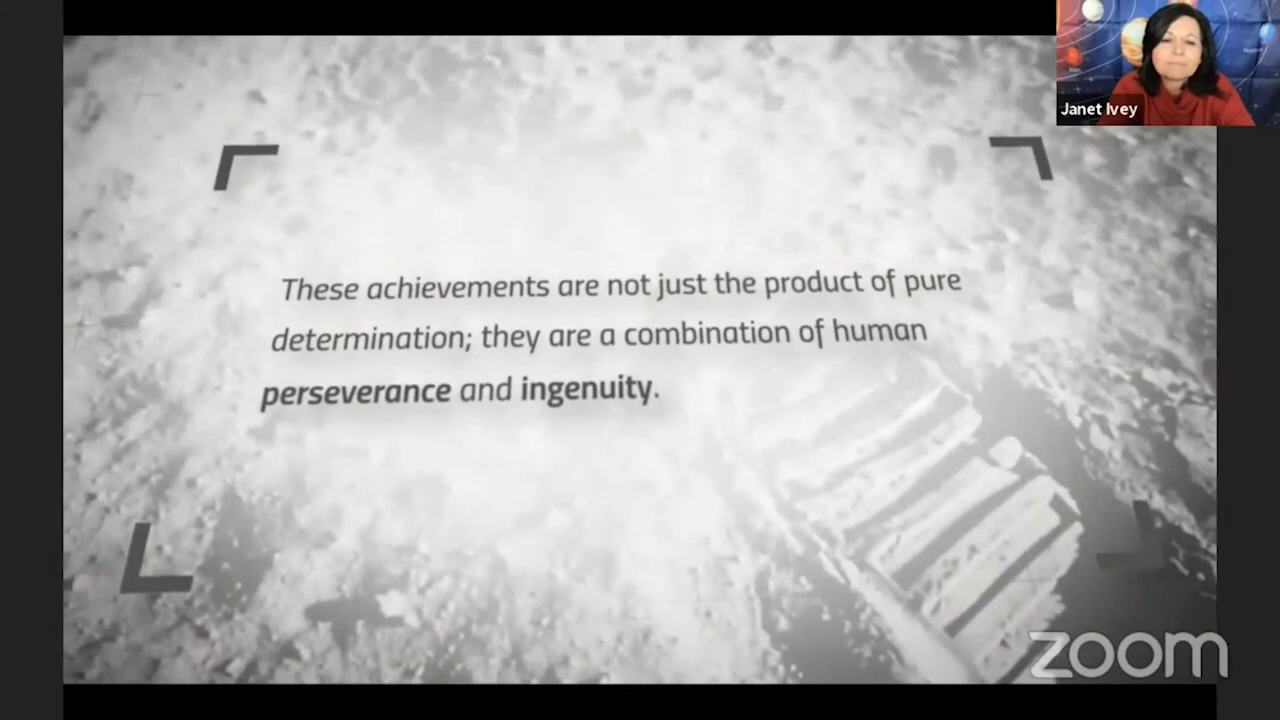 Janet Ivey
These achievements are not just the product of pure
determination; they are a combination of human
perseverance and ingenuity.
zoom